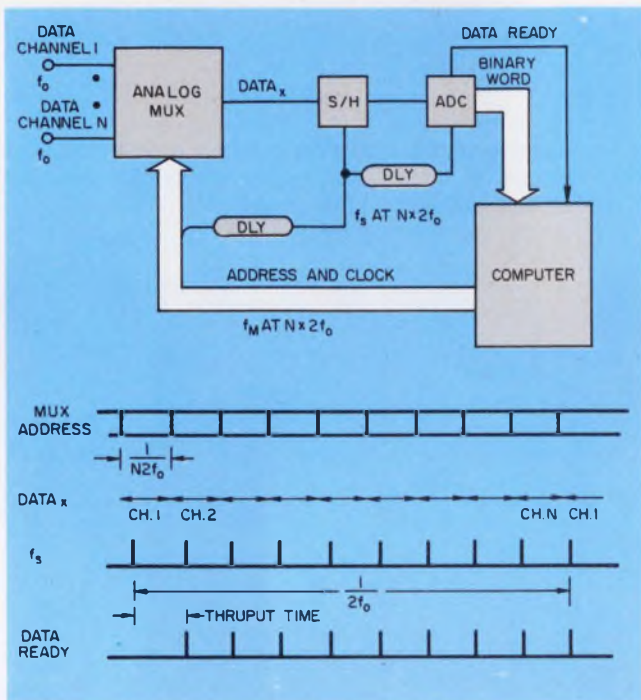 DATA
CHANNEL 1
f₀
DATA
CHANNEL N
f₀
ANALOG
MUX
DATAₓ
S/H
ADC
DATA READY
BINARY
WORD
DLY
fₛ AT N×2f₀
DLY
COMPUTER
ADDRESS AND CLOCK
f_M AT N×2f₀
MUX
ADDRESS
1
N2f₀
DATAₓ
CH.1
CH.2
CH.N
CH.1
fₛ
1
2f₀
THRUPUT TIME
DATA
READY